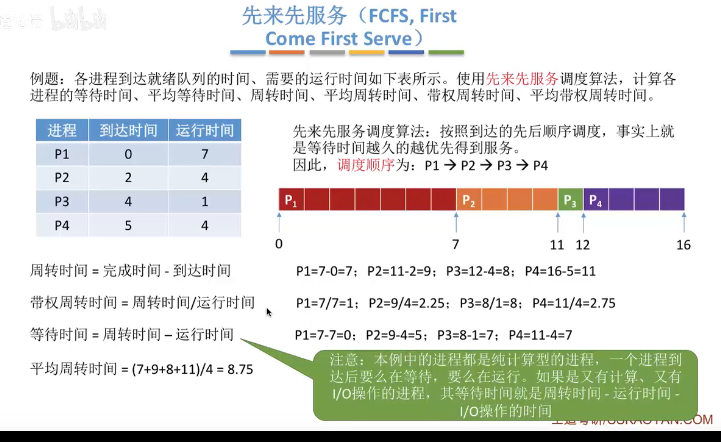 先来先服务（FCFS, First
Come First Serve）
例题：各进程到达就绪队列的时间、需要的运行时间如下表所示。使用先来先服务调度算法，计算各
进程的等待时间、平均等待时间、周转时间、平均周转时间、带权周转时间、平均带权周转时间。
进程 到达时间 运行时间
P1 0 7
P2 2 4
P3 4 1
P4 5 4
先来先服务调度算法：按照到达的先后顺序调度，事实上就
是等待时间越久的越优先得到服务。
因此，调度顺序为：P1 → P2 → P3 → P4
P1 P2 P3 P4
0 7 11 12 16
周转时间 = 完成时间 - 到达时间
P1=7-0=7；P2=11-2=9；P3=12-4=8；P4=16-5=11
带权周转时间 = 周转时间/运行时间
P1=7/7=1；P2=9/4=2.25；P3=8/1=8；P4=11/4=2.75
等待时间 = 周转时间 – 运行时间
P1=7-7=0；P2=9-4=5；P3=8-1=7；P4=11-4=7
平均周转时间 = (7+9+8+11)/4 = 8.75
注意：本例中的进程都是纯计算型的进程，一个进程到
达后要么在等待，要么在运行。如果是又有计算、又有
I/O操作的进程，其等待时间就是周转时间 - 运行时间 -
I/O操作的时间
bilibili